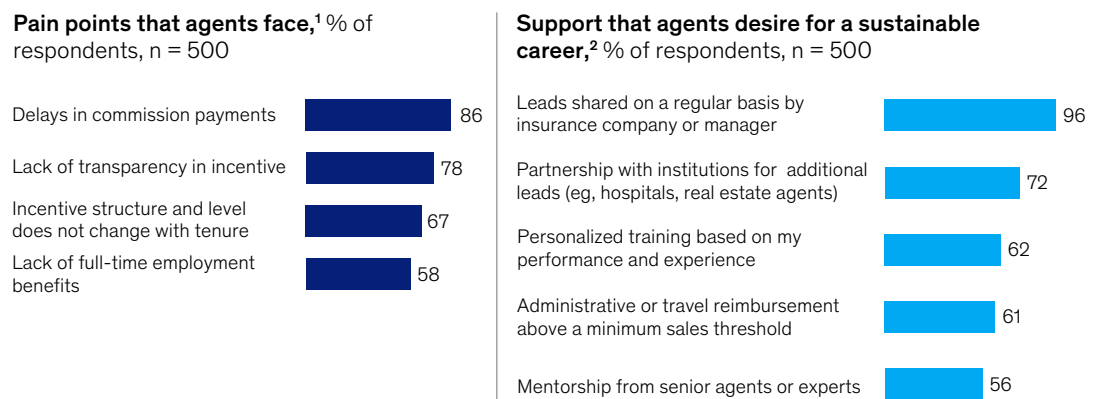 Pain points that agents face,¹ % of
respondents, n = 500
Delays in commission payments
86
Lack of transparency in incentive
78
Incentive structure and level
does not change with tenure
67
Lack of full-time employment
benefits
58
Support that agents desire for a sustainable
career,² % of respondents, n = 500
Leads shared on a regular basis by
insurance company or manager
96
Partnership with institutions for additional
leads (eg, hospitals, real estate agents)
72
Personalized training based on my
performance and experience
62
Administrative or travel reimbursement
above a minimum sales threshold
61
Mentorship from senior agents or experts
56